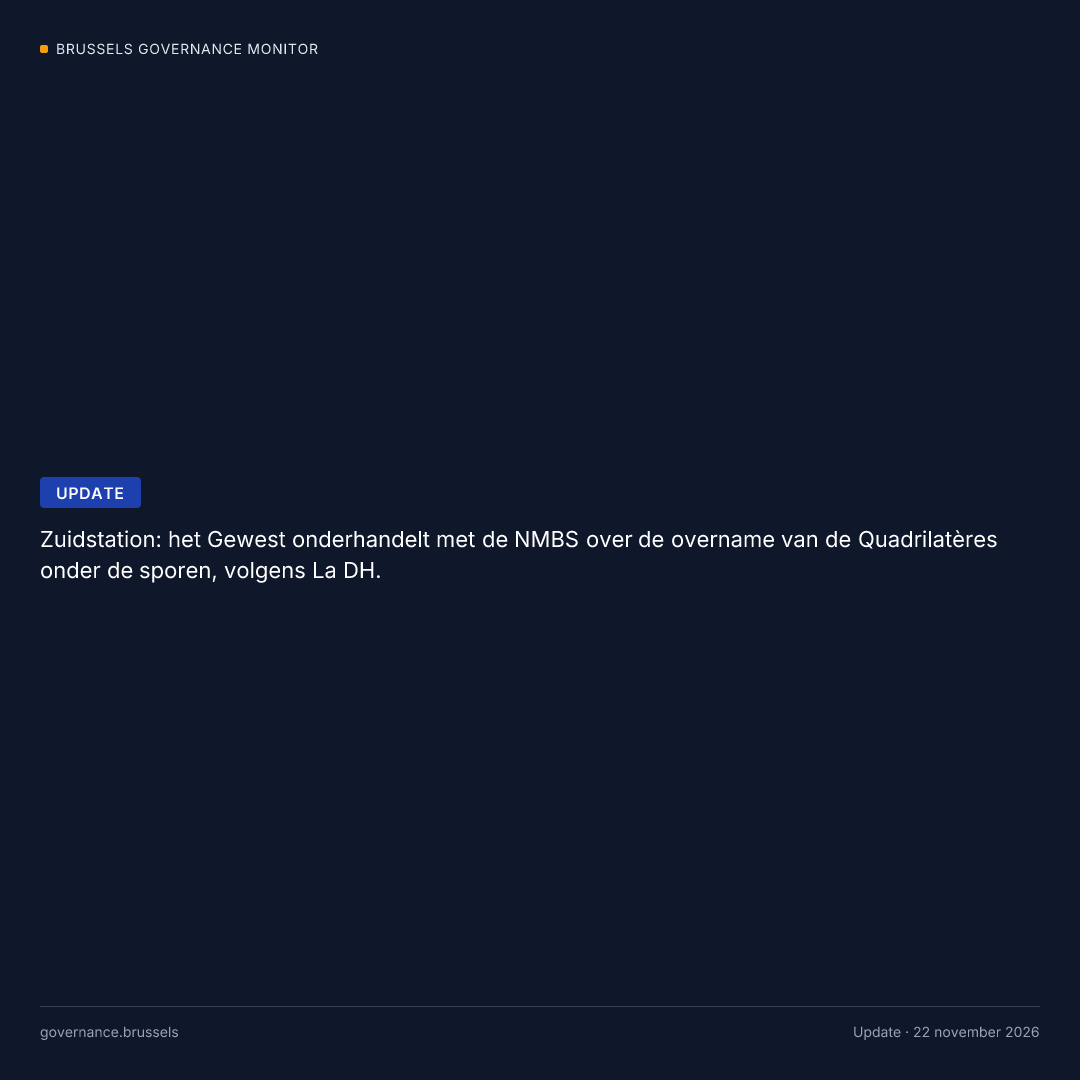 BRUSSELS GOVERNANCE MONITOR
UPDATE
Zuidstation: het Gewest onderhandelt met de NMBS over de overname van de Quadrilatères
onder de sporen, volgens La DH.
governance.brussels
Update · 22 november 2026